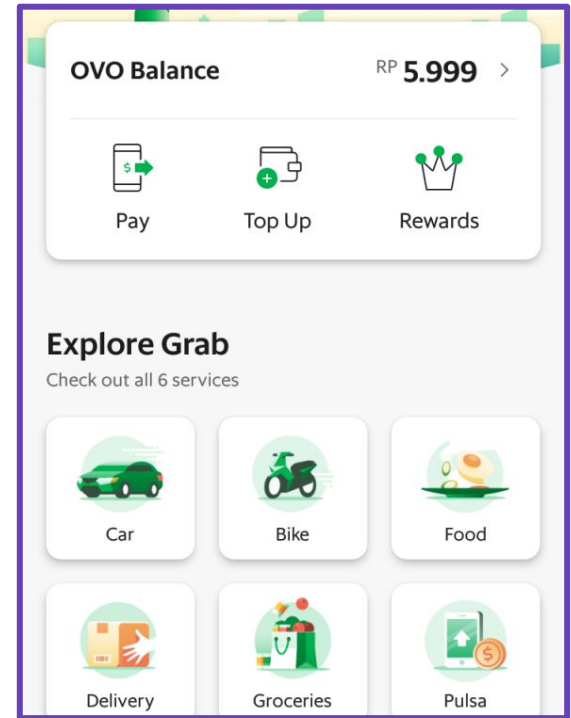 OVO Balance RP 5.999 >
Pay Top Up Rewards
Explore Grab
Check out all 6 services
Car Bike Food
Delivery Groceries Pulsa